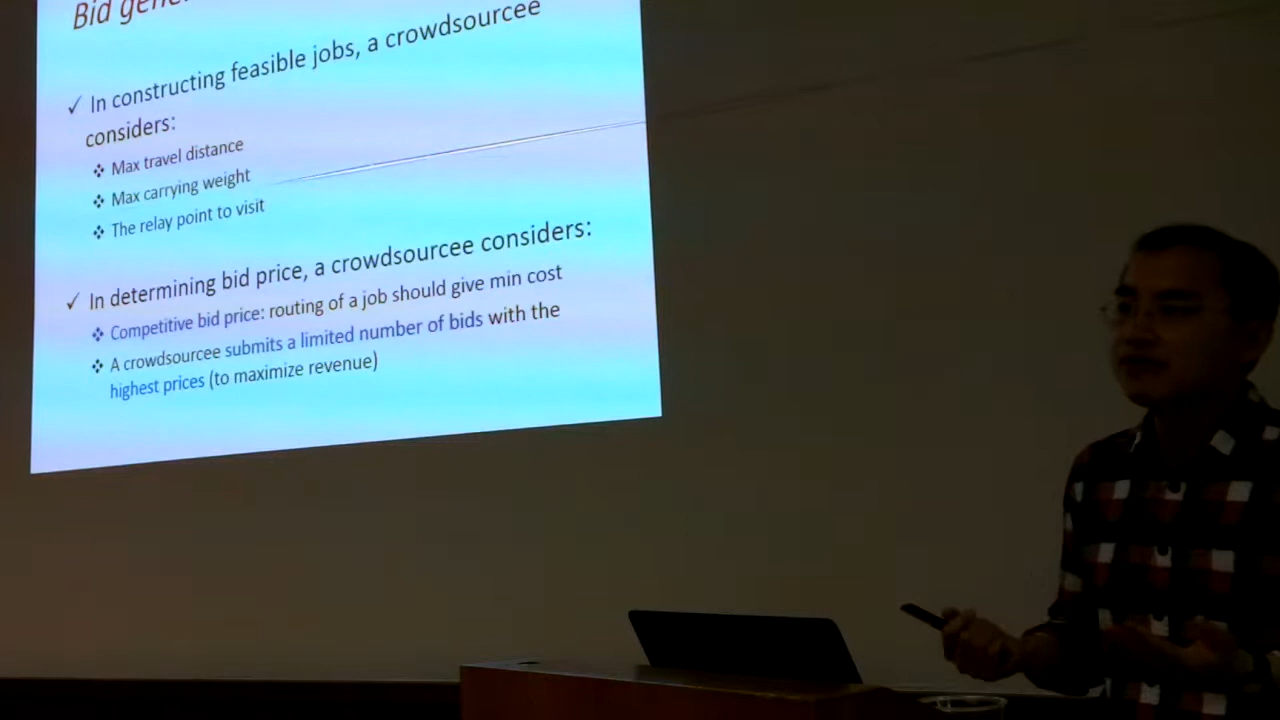 Bid
✓ In constructing feasible jobs, a crowdsourcee
considers:
❖ Max travel distance
❖ Max carrying weight
❖ The relay point to visit
✓ In determining bid price, a crowdsourcee considers:
❖ Competitive bid price: routing of a job should give min cost
❖ A crowdsourcee submits a limited number of bids with the
highest prices (to maximize revenue)